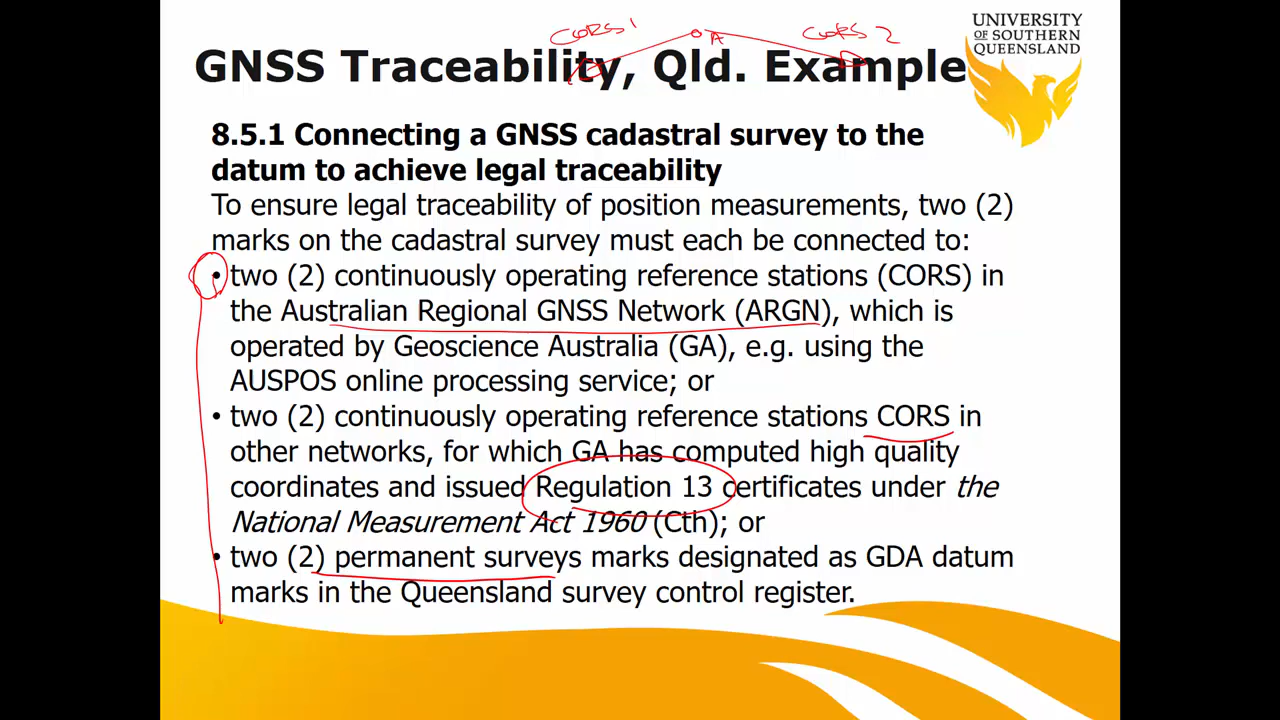 UNIVERSITY
OF SOUTHERN
QUEENSLAND
CORS 1
A
CORS 2
GNSS Traceability, Qld. Example
8.5.1 Connecting a GNSS cadastral survey to the
datum to achieve legal traceability
To ensure legal traceability of position measurements, two (2)
marks on the cadastral survey must each be connected to:
• two (2) continuously operating reference stations (CORS) in
the Australian Regional GNSS Network (ARGN), which is
operated by Geoscience Australia (GA), e.g. using the
AUSPOS online processing service; or
• two (2) continuously operating reference stations CORS in
other networks, for which GA has computed high quality
coordinates and issued Regulation 13 certificates under the
National Measurement Act 1960 (Cth); or
• two (2) permanent surveys marks designated as GDA datum
marks in the Queensland survey control register.